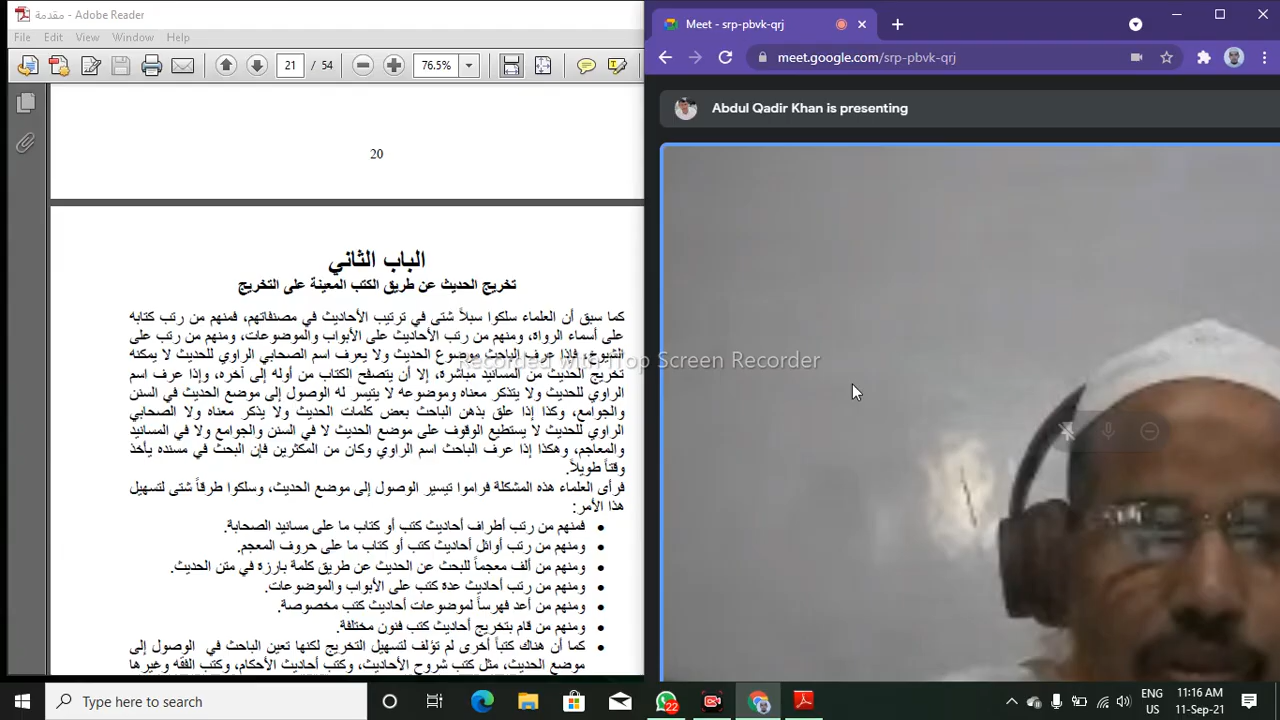 مقدمة - Adobe Reader
File Edit View Window Help
21 / 54 76.5%
20
الباب الثاني
تخريج الحديث عن طريق الكتب المعينة على التخريج
كما سبق أن العلماء سلكوا سبلاً شتى في ترتيب الأحاديث في مصنفاتهم، فمنهم من رتب كتابه
على أسماء الرواة، ومنهم من رتب الأحاديث على الأبواب والموضوعات، ومنهم من رتب على
الشيوخ، فإذا عرف الباحث موضوع الحديث ولا يعرف اسم الصحابي الراوي للحديث لا يمكنه
تخريج الحديث من المسانيد مباشرة، إلا أن يتصفح الكتاب من أوله إلى آخره، وإذا عرف اسم
الراوي للحديث ولا يتذكر معناه وموضوعه لا يتيسر له الوصول إلى موضع الحديث في السنن
والجوامع، وكذا إذا علق بذهن الباحث بعض كلمات الحديث ولا يذكر معناه ولا الصحابي
الراوي للحديث لا يستطيع الوقوف على موضع الحديث لا في السنن والجوامع ولا في المسانيد
والمعاجم، وهكذا إذا عرف الباحث اسم الراوي وكان من المكثرين فإن البحث في مسنده يأخذ
وقتاً طويلاً.
فرأى العلماء هذه المشكلة فراموا تيسير الوصول إلى موضع الحديث، وسلكوا طرقاً شتى لتسهيل
هذا الأمر:
• فمنهم من رتب أطراف أحاديث كتب أو كتاب ما على مسانيد الصحابة.
• ومنهم من رتب أوائل أحاديث كتب أو كتاب ما على حروف المعجم.
• ومنهم من ألف معجماً للبحث عن الحديث عن طريق كلمة بارزة في متن الحديث.
• ومنهم من رتب أحاديث عدة كتب على الأبواب والموضوعات.
• ومنهم من أعد فهرساً لموضوعات أحاديث كتب مخصوصة.
• ومنهم من قام بتخريج أحاديث كتب فنون مختلفة.
• كما أن هناك كتباً أخرى لم تؤلف لتسهيل التخريج لكنها تعين الباحث في الوصول إلى
موضع الحديث، مثل كتب شروح الأحاديث، وكتب أحاديث الأحكام، وكتب الفقه وغيرها
Meet - srp-pbvk-qrj
meet.google.com/srp-pbvk-qrj
Abdul Qadir Khan is presenting
Recorded with iTop Screen Recorder
Type here to search
22
ENG
US
11:16 AM
11-Sep-21